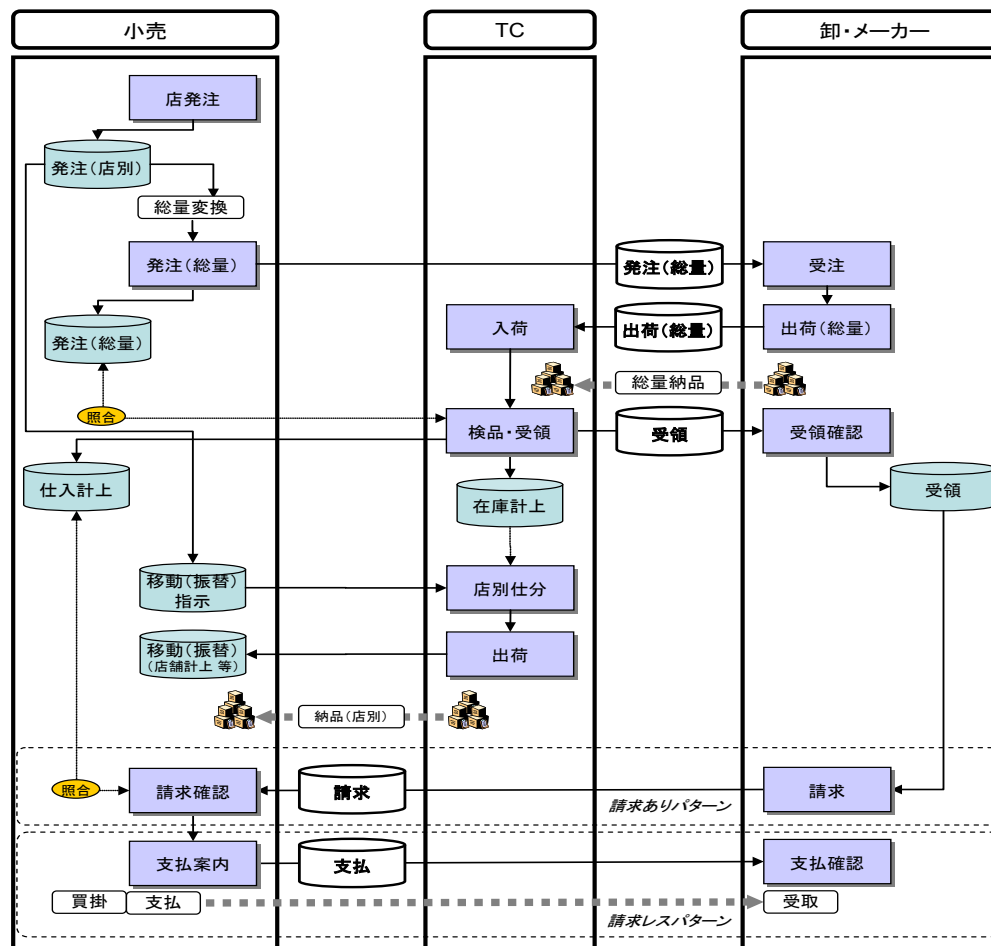 小売
TC
卸・メーカー
店発注
発注(店別)
総量変換
発注(総量)
発注(総量)
受注
発注(総量)
入荷
出荷(総量)
出荷(総量)
総量納品
照合
検品・受領
受領
受領確認
仕入計上
在庫計上
受領
移動(振替)
指示
店別仕分
移動(振替)
(店舗計上 等)
出荷
納品(店別)
照合
請求確認
請求
請求
請求ありパターン
支払案内
支払
支払確認
買掛
支払
受取
請求レスパターン